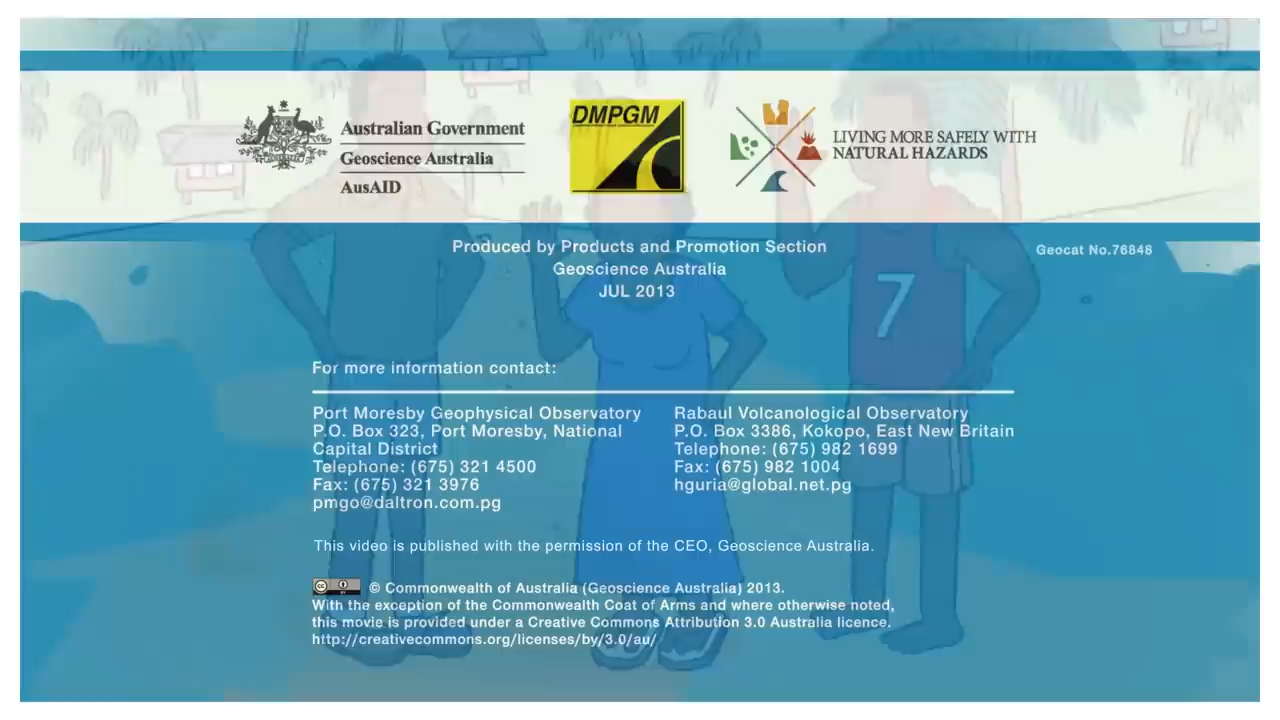 Australian Government
Geoscience Australia
AusAID
DMPGM
LIVING MORE SAFELY WITH
NATURAL HAZARDS
Produced by Products and Promotion Section
Geoscience Australia
JUL 2013
Geocat No.76848
7
For more information contact:
Port Moresby Geophysical Observatory
P.O. Box 323, Port Moresby, National
Capital District
Telephone: (675) 321 4500
Fax: (675) 321 3976
pmgo@daltron.com.pg
Rabaul Volcanological Observatory
P.O. Box 3386, Kokopo, East New Britain
Telephone: (675) 982 1699
Fax: (675) 982 1004
hguria@global.net.pg
This video is published with the permission of the CEO, Geoscience Australia.
cc BY
© Commonwealth of Australia (Geoscience Australia) 2013.
With the exception of the Commonwealth Coat of Arms and where otherwise noted,
this movie is provided under a Creative Commons Attribution 3.0 Australia licence.
http://creativecommons.org/licenses/by/3.0/au/